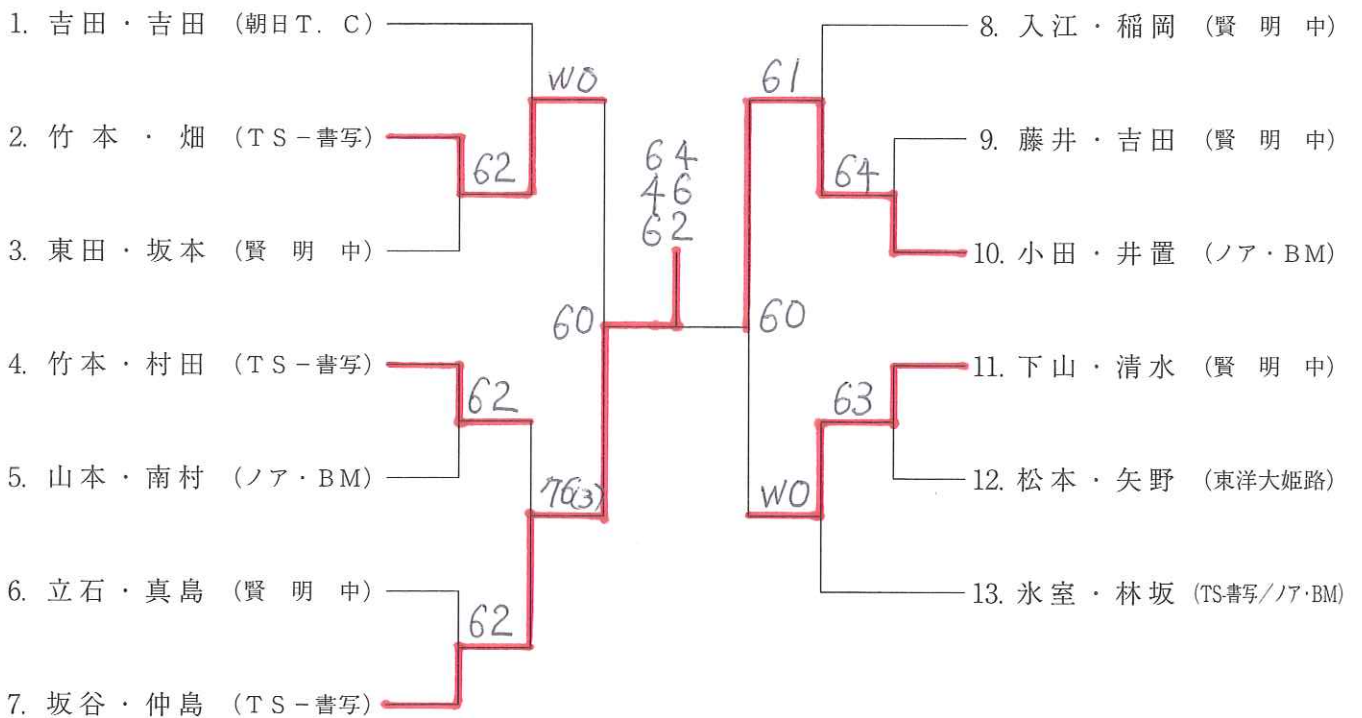 1. 吉田・吉田 (朝日T.C)
WO
2. 竹本・畑 (TS-書写)
62
3. 東田・坂本 (賢明中)
60
4. 竹本・村田 (TS-書写)
62
5. 山本・南村 (ノア・BM)
76(3)
6. 立石・真島 (賢明中)
62
7. 坂谷・仲島 (TS-書写)
64
46
62
8. 入江・稲岡 (賢明中)
61
9. 藤井・吉田 (賢明中)
64
10. 小田・井置 (ノア・BM)
60
11. 下山・清水 (賢明中)
63
12. 松本・矢野 (東洋大姫路)
WO
13. 氷室・林坂 (TS-書写/ノア・BM)